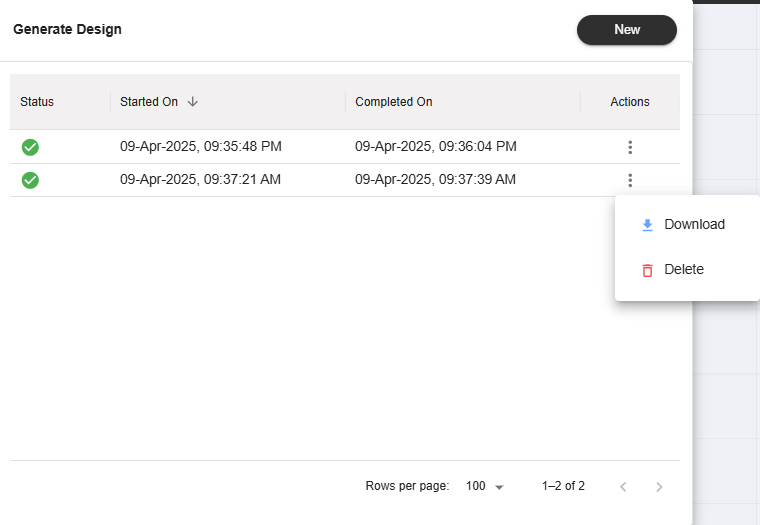 Generate Design
New
Status Started On Completed On Actions
09-Apr-2025, 09:35:48 PM 09-Apr-2025, 09:36:04 PM
09-Apr-2025, 09:37:21 AM 09-Apr-2025, 09:37:39 AM
Download
Delete
Rows per page: 100 1–2 of 2